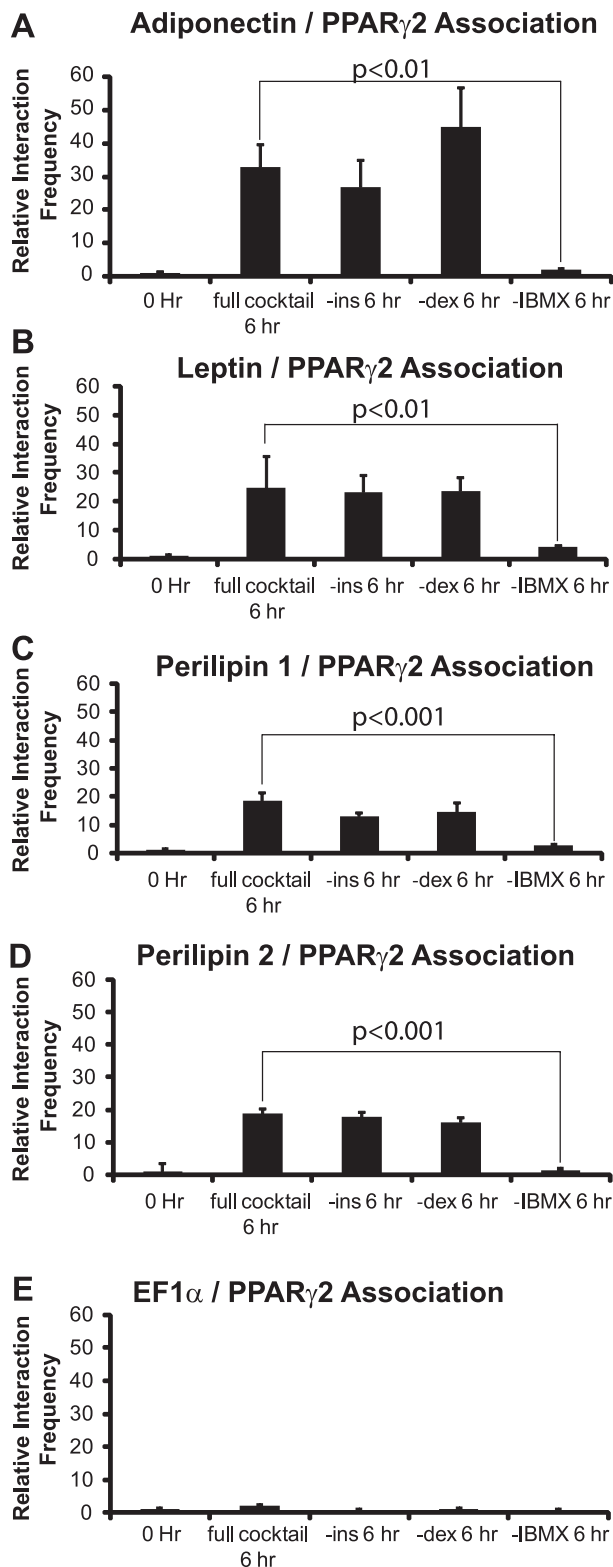 A
Adiponectin / PPARγ2 Association
p<0.01
Relative Interaction
Frequency
60
50
40
30
20
10
0
0 Hr
full cocktail
6 hr
-ins 6 hr
-dex 6 hr
-IBMX 6 hr
B
Leptin / PPARγ2 Association
p<0.01
Relative Interaction
Frequency
60
50
40
30
20
10
0
0 Hr
full cocktail
6 hr
-ins 6 hr
-dex 6 hr
-IBMX 6 hr
C
Perilipin 1 / PPARγ2 Association
p<0.001
Relative Interaction
Frequency
60
50
40
30
20
10
0
0 Hr
full cocktail
6 hr
-ins 6 hr
-dex 6 hr
-IBMX 6 hr
D
Perilipin 2 / PPARγ2 Association
p<0.001
Relative Interaction
Frequency
60
50
40
30
20
10
0
0 Hr
full cocktail
6 hr
-ins 6 hr
-dex 6 hr
-IBMX 6 hr
E
EF1α / PPARγ2 Association
Relative Interaction
Frequency
60
50
40
30
20
10
0
0 Hr
full cocktail
6 hr
-ins 6 hr
-dex 6 hr
-IBMX 6 hr